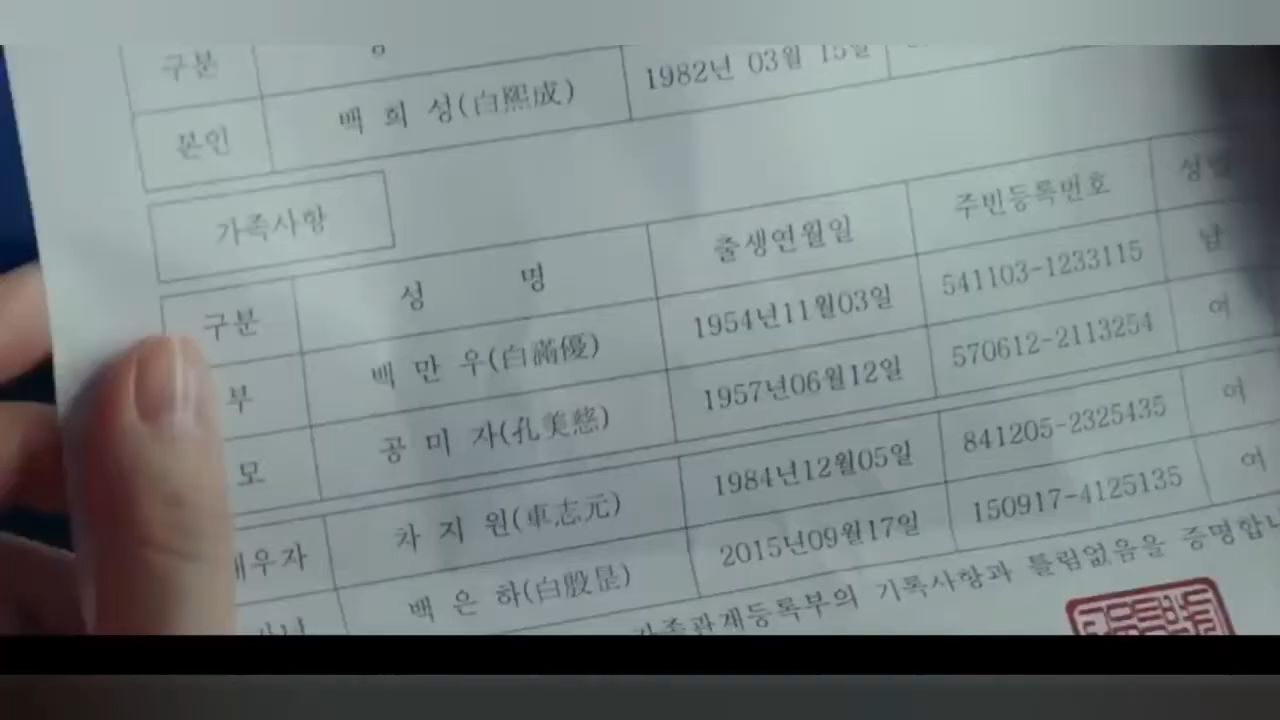 구분 성
본인 백 희 성(白熙成) 1982년 03월 15일
가족사항
구분 성 명 출생연월일 주민등록번호 성별
부 백 만 우(白滿優) 1954년11월03일 541103-1233115 남
모 공 미 자(孔美慈) 1957년06월12일 570612-2113254 여
배우자 차 지 원(車志元) 1984년12월05일 841205-2325435 여
자녀 백 은 하(白殷昰) 2015년09월17일 150917-4125135 여
가족관계등록부의 기록사항과 틀림없음을 증명합니